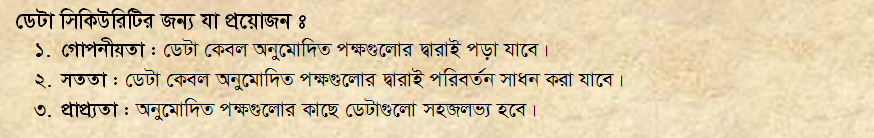 ডেটা সিকিউরিটির জন্য যা প্রয়োজন ঃ
১. গোপনীয়তা : ডেটা কেবল অনুমোদিত পক্ষগুলোর দ্বারাই পড়া যাবে।
২. সততা : ডেটা কেবল অনুমোদিত পক্ষগুলোর দ্বারাই পরিবর্তন সাধন করা যাবে।
৩. প্রাপ্র্যতা : অনুমোদিত পক্ষগুলোর কাছে ডেটাগুলো সহজলভ্য হবে।